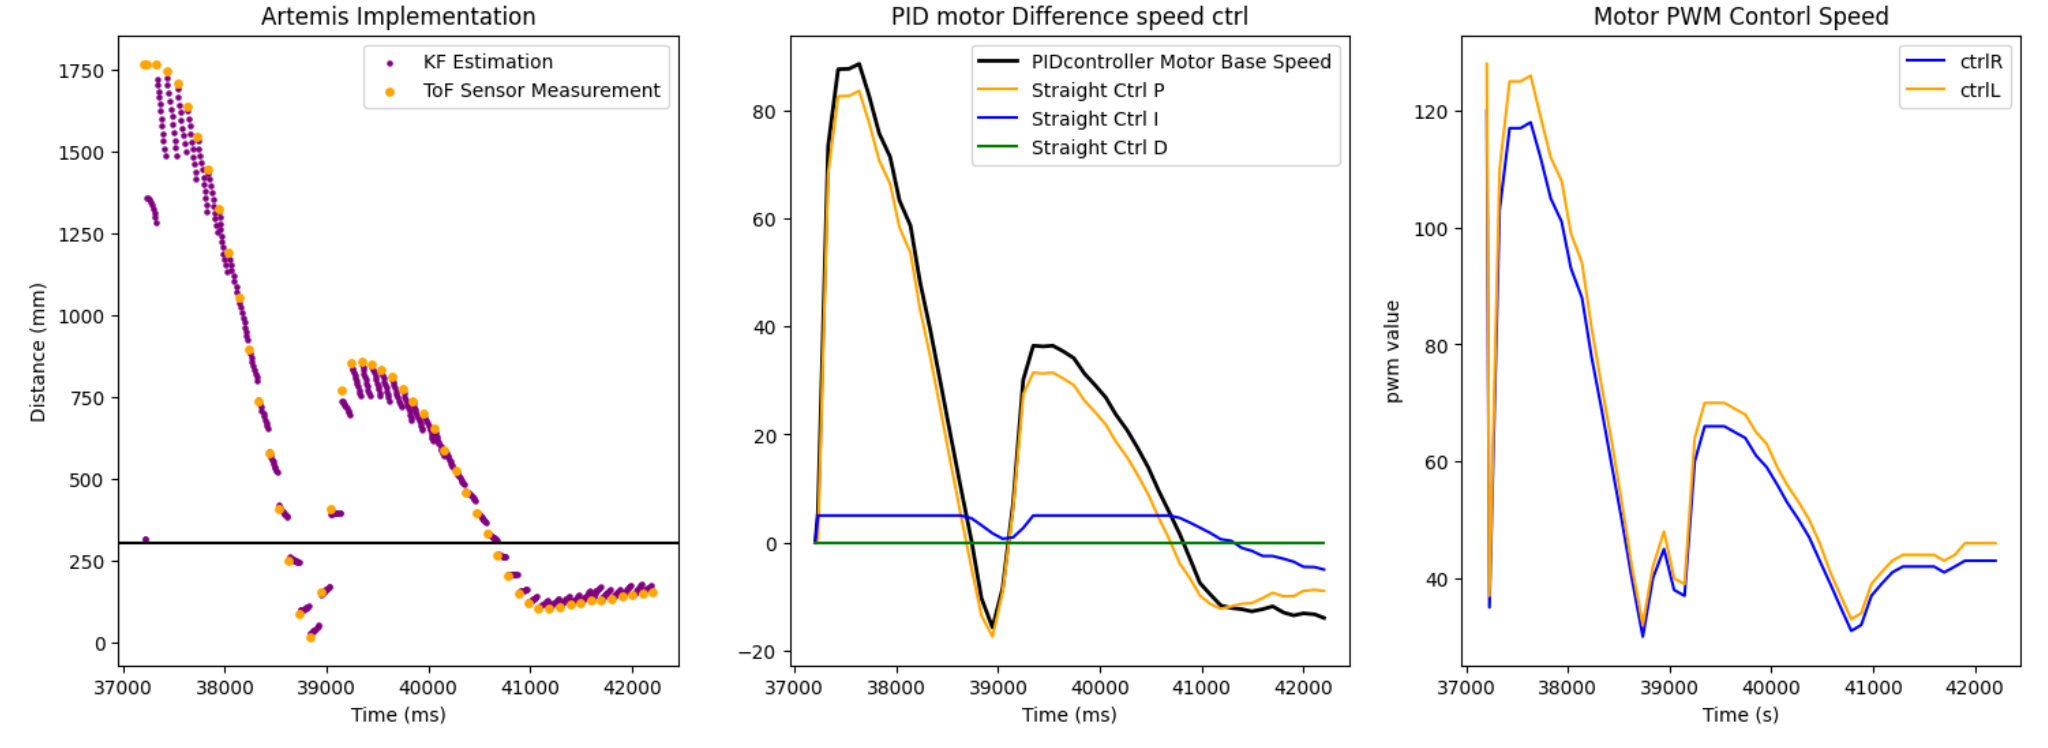 Artemis Implementation
KF Estimation
ToF Sensor Measurement
Distance (mm)
1750
1500
1250
1000
750
500
250
0
37000 38000 39000 40000 41000 42000
Time (ms)
PID motor Difference speed ctrl
PIDcontroller Motor Base Speed
Straight Ctrl P
Straight Ctrl I
Straight Ctrl D
80
60
40
20
0
−20
37000 38000 39000 40000 41000 42000
Time (ms)
Motor PWM Contorl Speed
ctrlR
ctrlL
pwm value
120
100
80
60
40
37000 38000 39000 40000 41000 42000
Time (s)